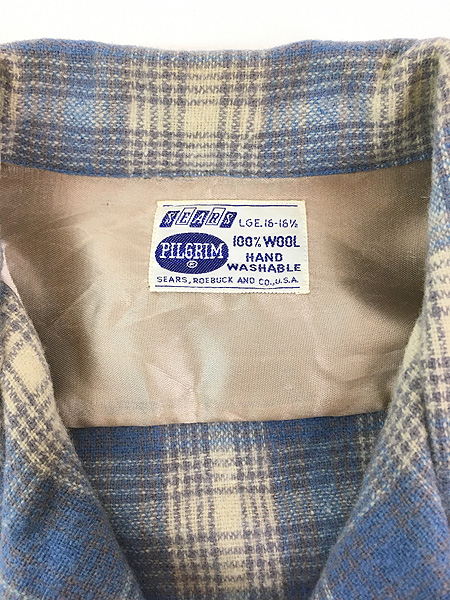 SEARS LGE. 16-16½
PILGRIM ©
100% WOOL
HAND
WASHABLE
SEARS, ROEBUCK AND CO., U.S.A.